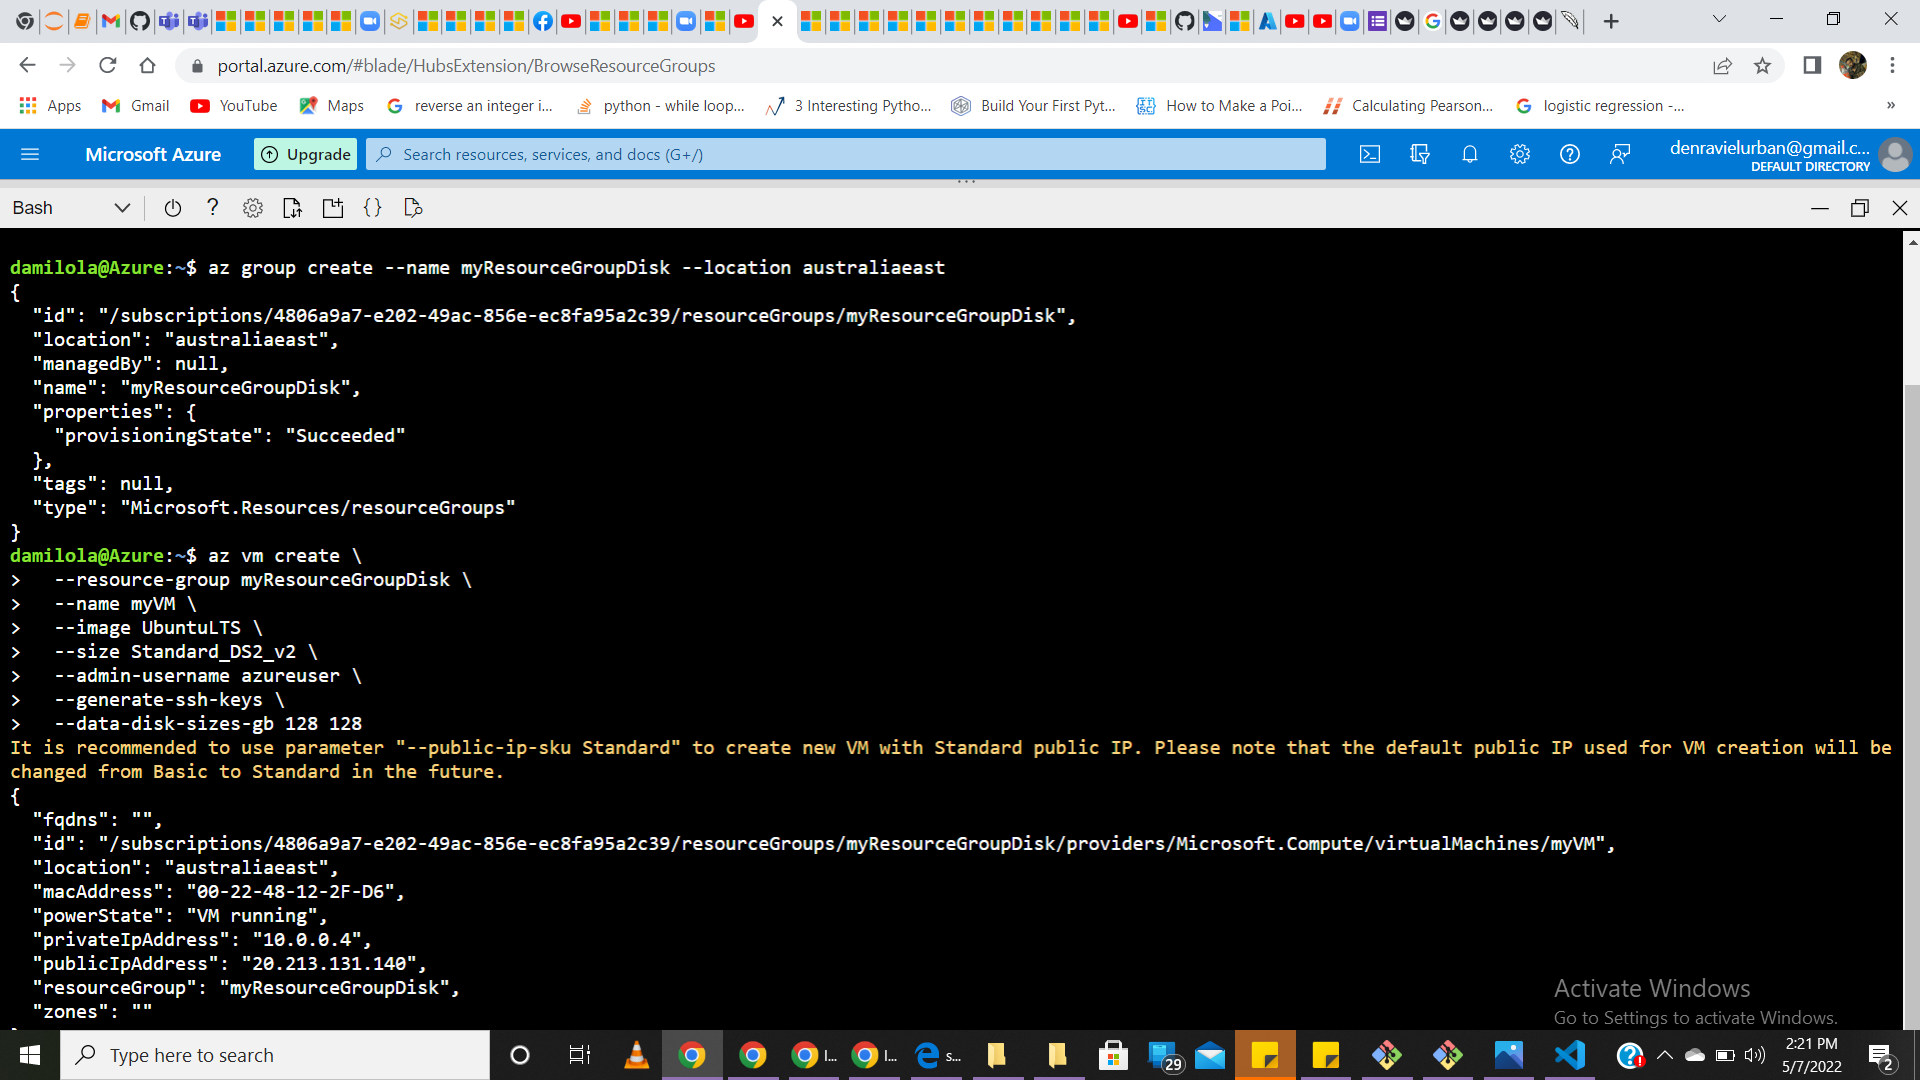 portal.azure.com/#blade/HubsExtension/BrowseResourceGroups
Apps Gmail YouTube Maps reverse an integer i... python - while loop... 3 Interesting Pytho... Build Your First Pyt... How to Make a Poi... Calculating Pearson... logistic regression -... »
Microsoft Azure Upgrade Search resources, services, and docs (G+/) denravielurban@gmail.c...
DEFAULT DIRECTORY
Bash
damilola@Azure:~$ az group create --name myResourceGroupDisk --location australiaeast
{
"id": "/subscriptions/4806a9a7-e202-49ac-856e-ec8fa95a2c39/resourceGroups/myResourceGroupDisk",
"location": "australiaeast",
"managedBy": null,
"name": "myResourceGroupDisk",
"properties": {
"provisioningState": "Succeeded"
},
"tags": null,
"type": "Microsoft.Resources/resourceGroups"
}
damilola@Azure:~$ az vm create \
> --resource-group myResourceGroupDisk \
> --name myVM \
> --image UbuntuLTS \
> --size Standard_DS2_v2 \
> --admin-username azureuser \
> --generate-ssh-keys \
> --data-disk-sizes-gb 128 128
It is recommended to use parameter "--public-ip-sku Standard" to create new VM with Standard public IP. Please note that the default public IP used for VM creation will be
changed from Basic to Standard in the future.
{
"fqdns": "",
"id": "/subscriptions/4806a9a7-e202-49ac-856e-ec8fa95a2c39/resourceGroups/myResourceGroupDisk/providers/Microsoft.Compute/virtualMachines/myVM",
"location": "australiaeast",
"macAddress": "00-22-48-12-2F-D6",
"powerState": "VM running",
"privateIpAddress": "10.0.0.4",
"publicIpAddress": "20.213.131.140",
"resourceGroup": "myResourceGroupDisk",
"zones": ""
Activate Windows
Go to Settings to activate Windows.
Type here to search I... I... s... 29 2:21 PM
5/7/2022 2